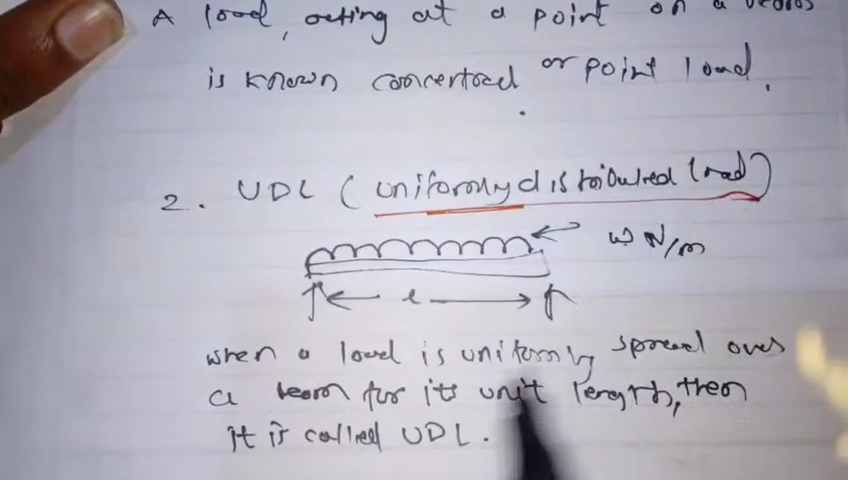 A load, acting at a point on a
is known concentrated or point load.
2. UDL (uniformly distributed load)
w N/m
l
when a load is uniformly spread over
a beam for its unit length, then
it is called UDL.